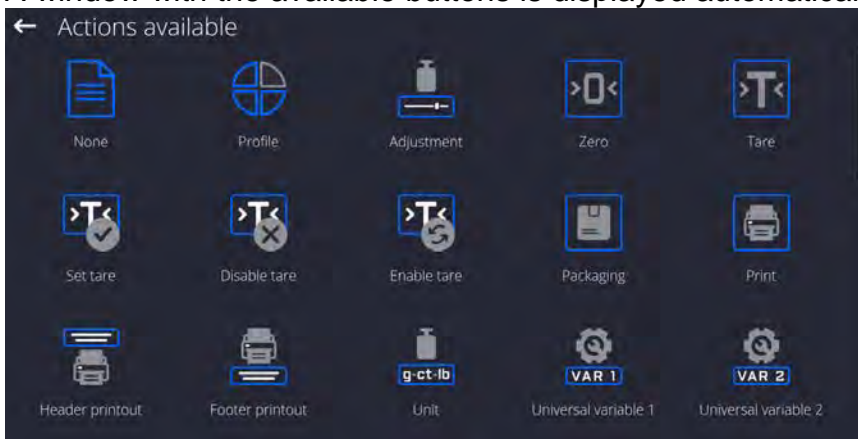 A window with the available buttons is displayed automatical
Actions available
None Profile Adjustment Zero Tare
Set tare Disable tare Enable tare Packaging Print
g-ct-lb VAR 1 VAR 2
Header printout Footer printout Unit Universal variable 1 Universal variable 2